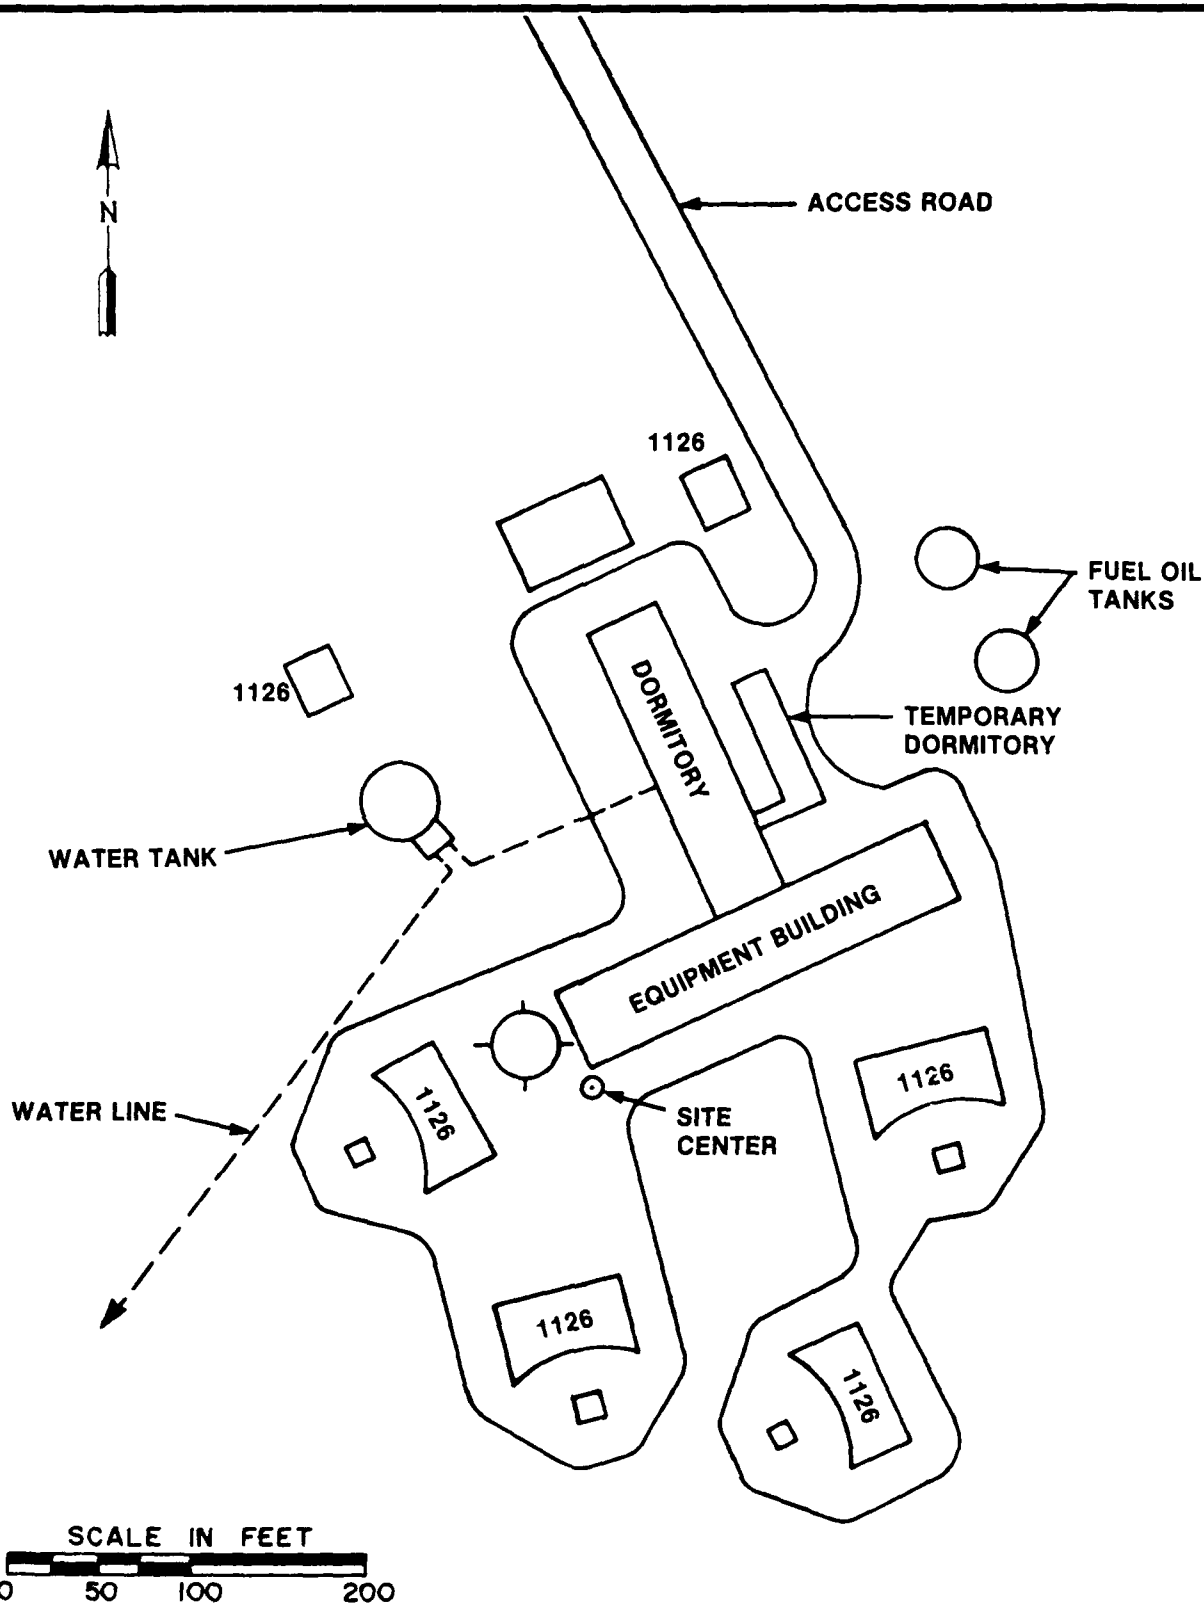 N
ACCESS ROAD
1126
FUEL OIL
TANKS
DORMITORY
1126
TEMPORARY
DORMITORY
WATER TANK
EQUIPMENT BUILDING
1126
1126
WATER LINE
SITE
CENTER
1126
1126
SCALE IN FEET
0 50 100 200